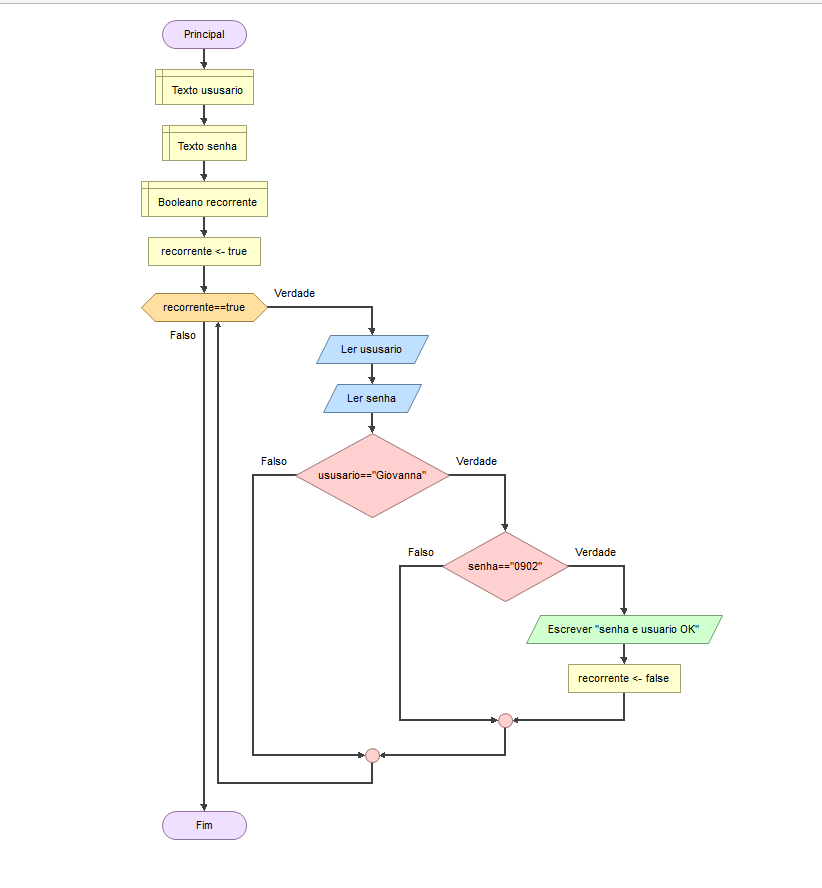 Principal
Texto ususario
Texto senha
Booleano recorrente
recorrente <- true
recorrente==true
Verdade
Falso
Ler ususario
Ler senha
ususario=="Giovanna"
Falso
Verdade
senha=="0902"
Falso
Verdade
Escrever "senha e usuario OK"
recorrente <- false
Fim